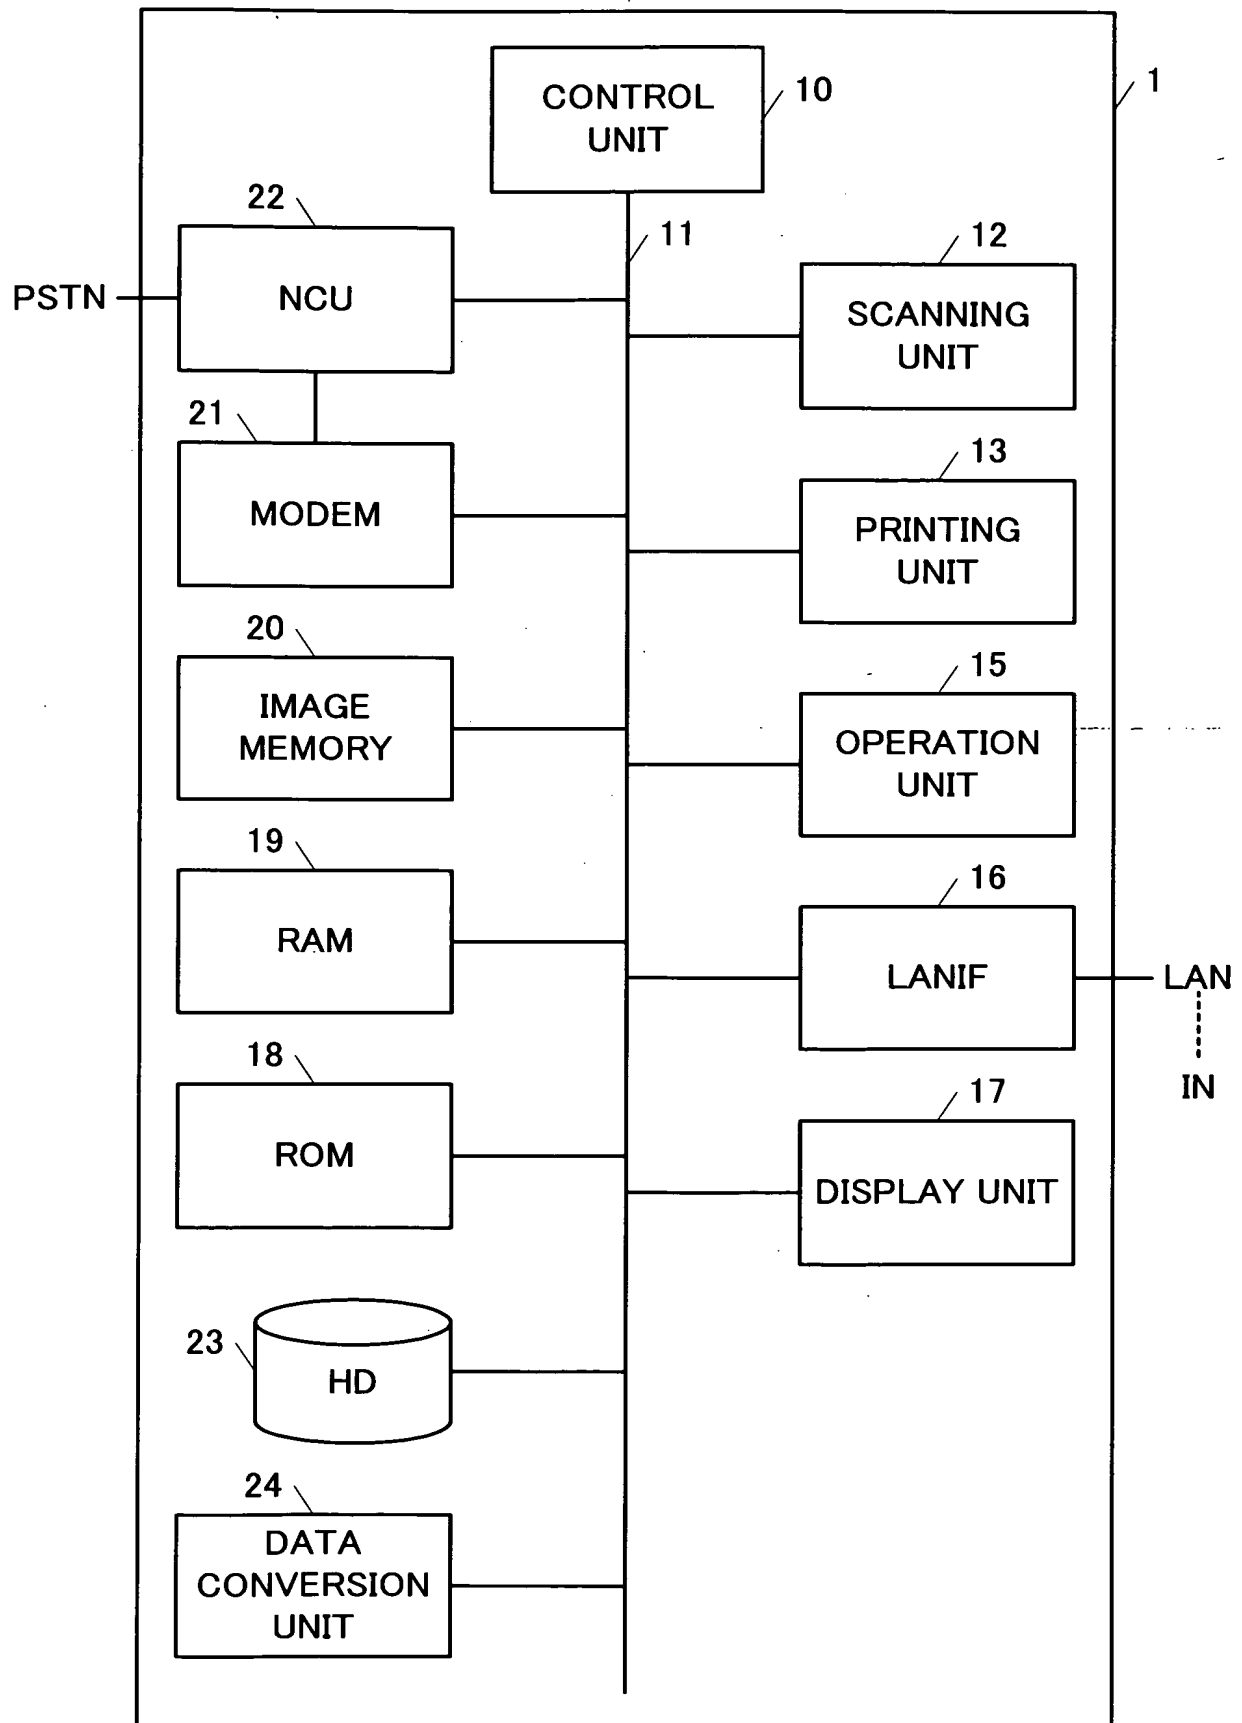 1
CONTROL
UNIT
10
11
22
PSTN
NCU
12
SCANNING
UNIT
21
MODEM
13
PRINTING
UNIT
20
IMAGE
MEMORY
15
OPERATION
UNIT
19
RAM
16
LANIF
LAN
IN
18
ROM
17
DISPLAY UNIT
23
HD
24
DATA
CONVERSION
UNIT